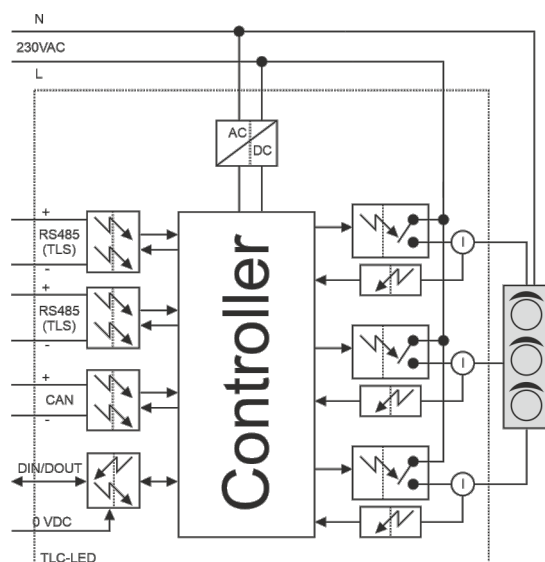 N
230VAC
L
AC
DC
+
RS485
(TLS)
-
+
RS485
(TLS)
-
+
CAN
-
DIN/DOUT
0 VDC
TLC-LED
Controller
I
I
I